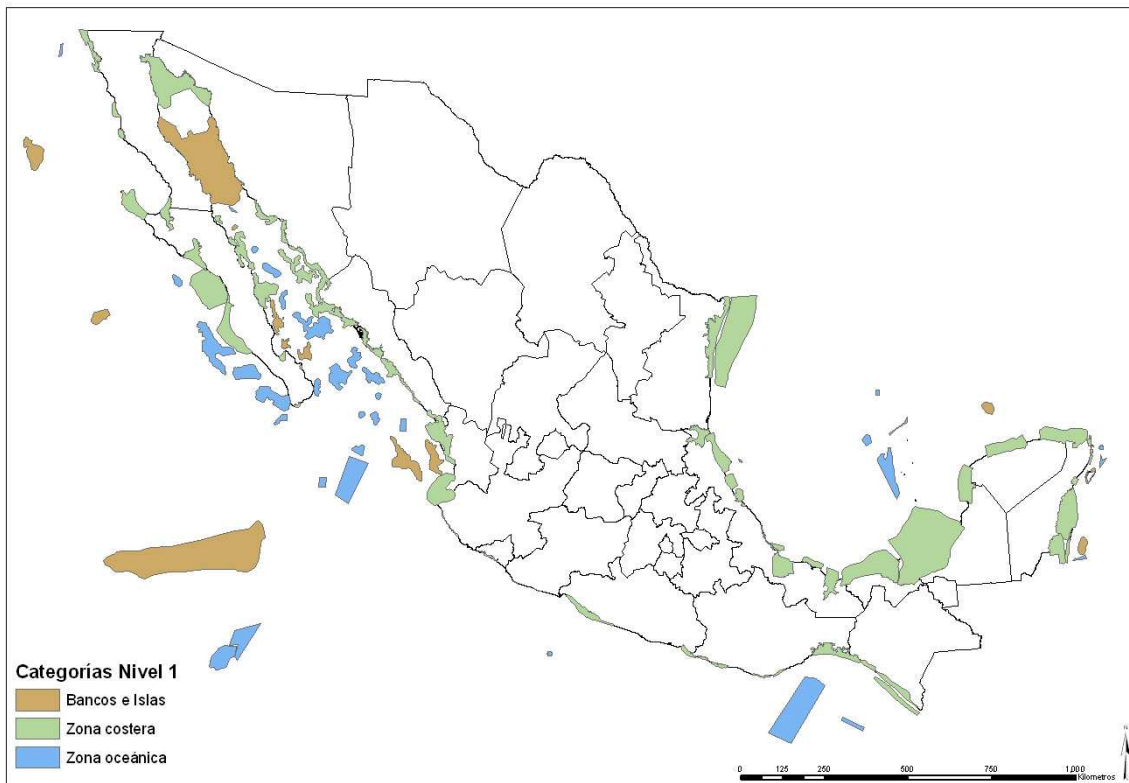 Categorías Nivel 1
Bancos e Islas
Zona costera
Zona oceánica
0 125 250 500 750 1,000
Kilometros